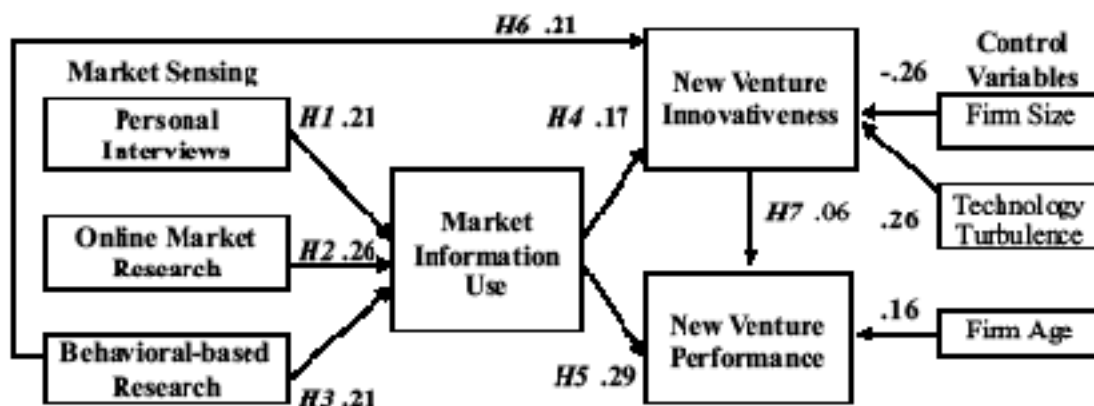 H6 .21
Market Sensing
Personal
Interviews
H1 .21
Online Market
Research
H2 .26
Behavioral-based
Research
H3 .21
Market
Information
Use
H4 .17
H5 .29
New Venture
Innovativeness
H7 .06
New Venture
Performance
Control
Variables
-.26
Firm Size
.26
Technology
Turbulence
.16
Firm Age